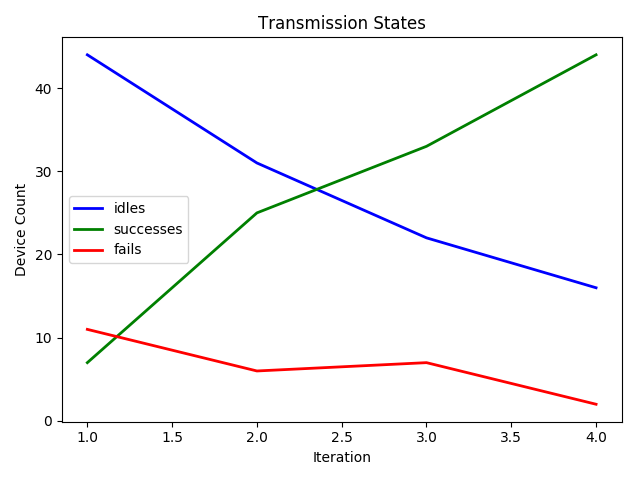 Transmission States
Device Count
40
30
20
10
0
idles
successes
fails
1.0 1.5 2.0 2.5 3.0 3.5 4.0
Iteration